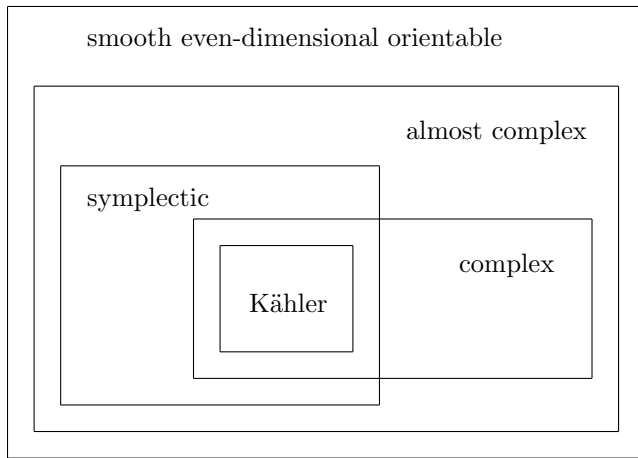 smooth even-dimensional orientable
almost complex
symplectic
complex
Kähler